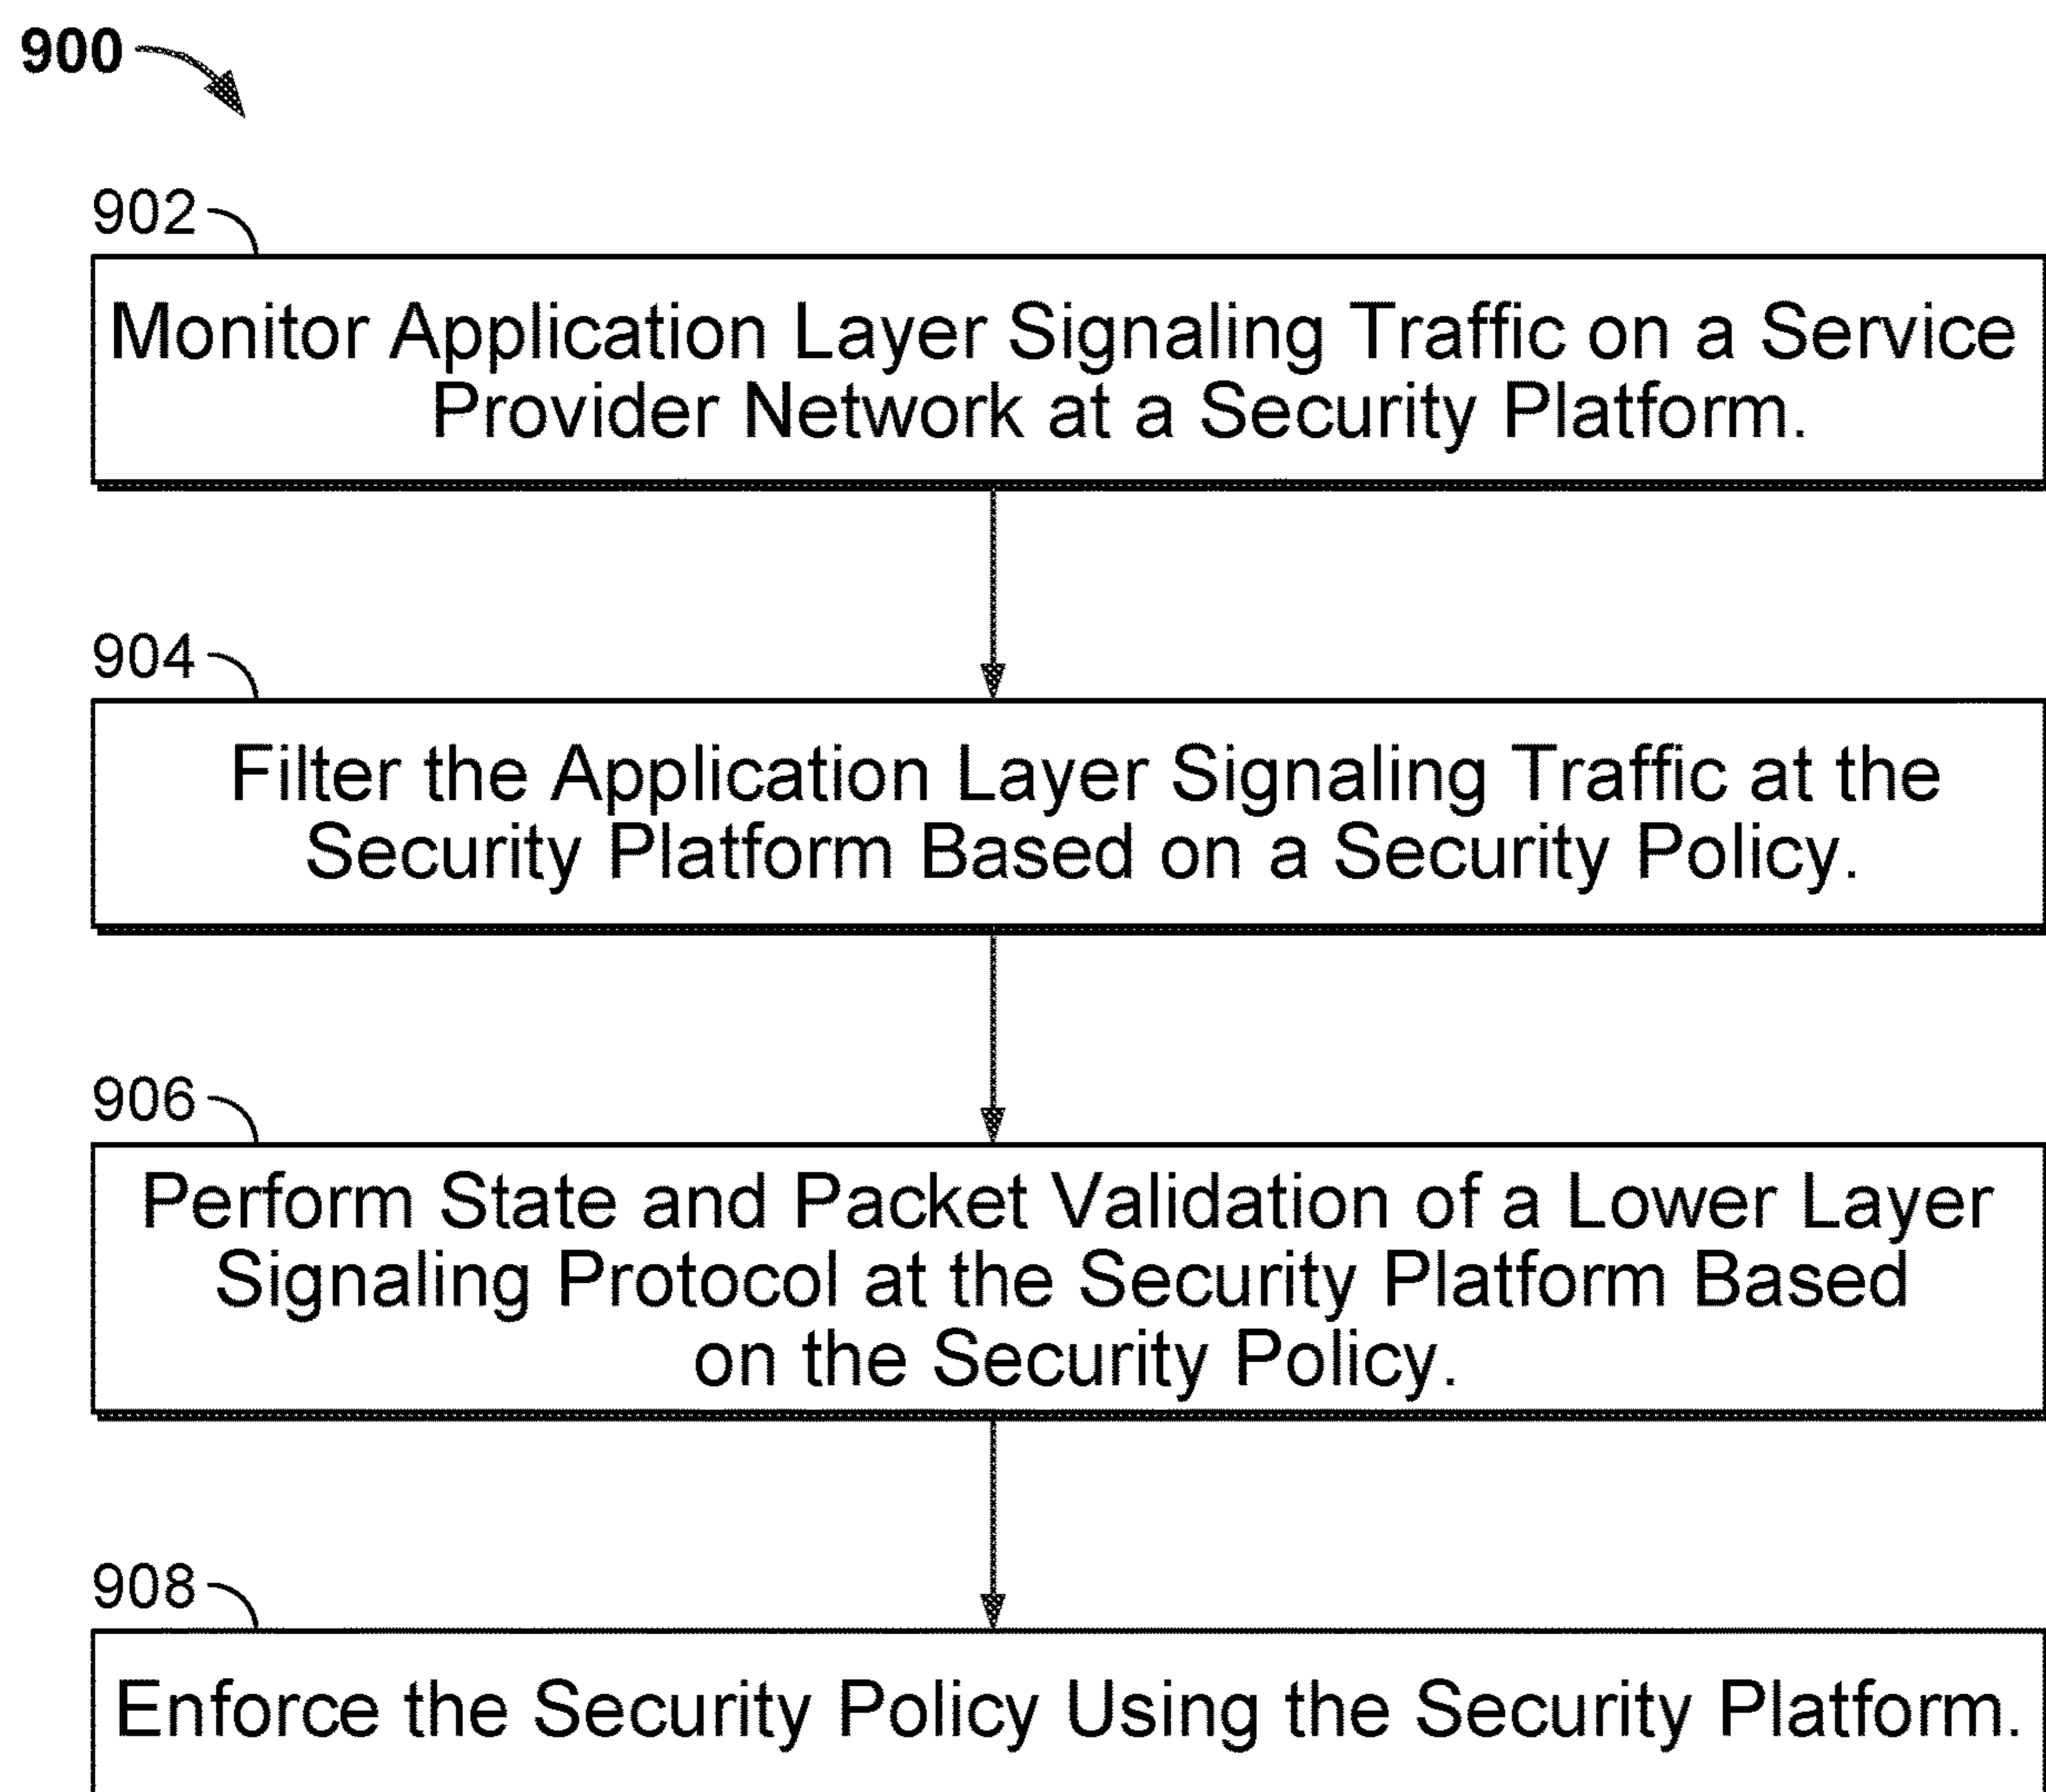 900
902
Monitor Application Layer Signaling Traffic on a Service
Provider Network at a Security Platform.
904
Filter the Application Layer Signaling Traffic at the
Security Platform Based on a Security Policy.
906
Perform State and Packet Validation of a Lower Layer
Signaling Protocol at the Security Platform Based
on the Security Policy.
908
Enforce the Security Policy Using the Security Platform.